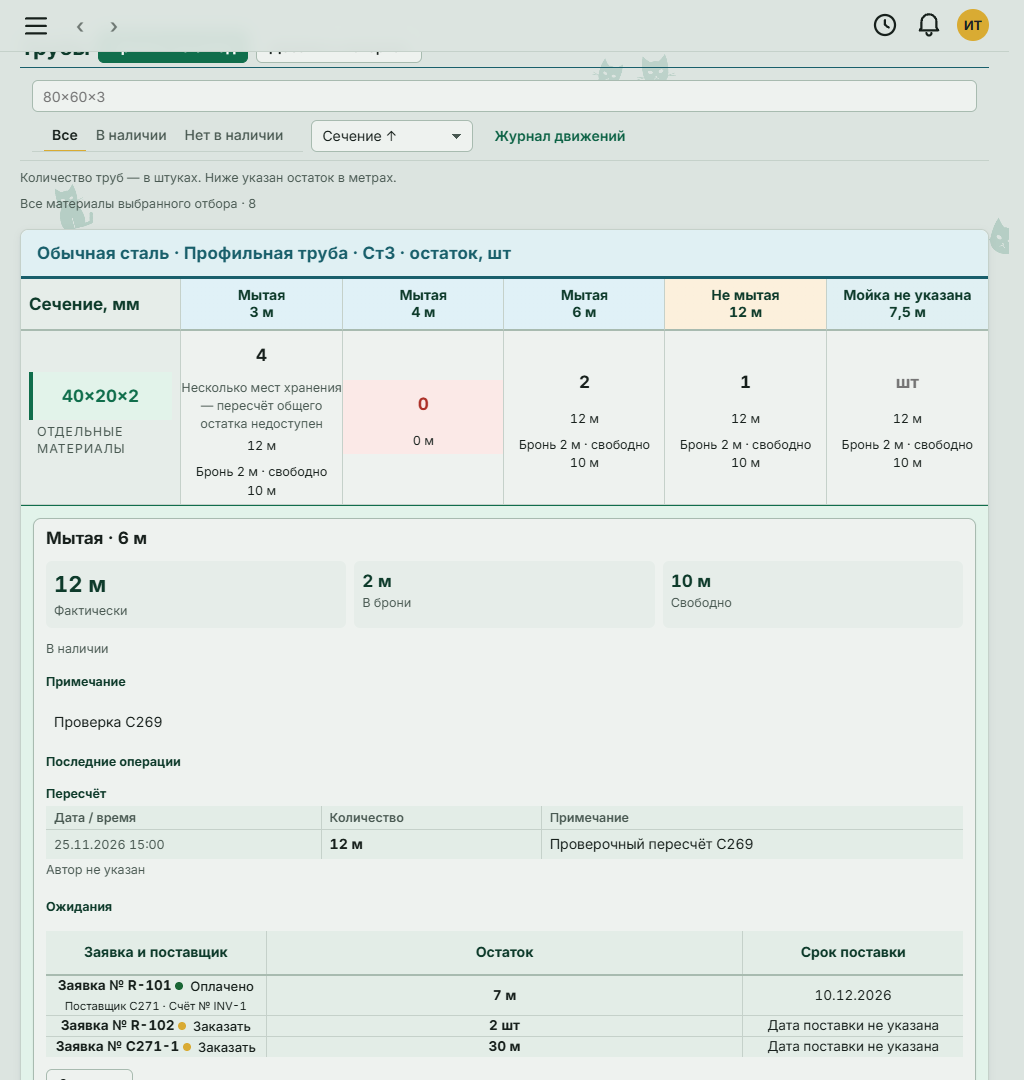 ИТ
Трубы
80×60×3
Все В наличии Нет в наличии Сечение ↑ Журнал движений
Количество труб — в штуках. Ниже указан остаток в метрах.
Все материалы выбранного отбора · 8
Обычная сталь · Профильная труба · Ст3 · остаток, шт
Сечение, мм
Мытая
3 м
Мытая
4 м
Мытая
6 м
Не мытая
12 м
Мойка не указана
7,5 м
40×20×2
ОТДЕЛЬНЫЕ
МАТЕРИАЛЫ
4
Несколько мест хранения
— пересчёт общего
остатка недоступен
12 м
Бронь 2 м · свободно
10 м
0
0 м
2
12 м
Бронь 2 м · свободно
10 м
1
12 м
Бронь 2 м · свободно
10 м
шт
12 м
Бронь 2 м · свободно
10 м
Мытая · 6 м
12 м
Фактически
2 м
В брони
10 м
Свободно
В наличии
Примечание
Проверка С269
Последние операции
Пересчёт
Дата / время Количество Примечание
25.11.2026 15:00 12 м Проверочный пересчёт С269
Автор не указан
Ожидания
Заявка и поставщик Остаток Срок поставки
Заявка № R-101 Оплачено
Поставщик С271 · Счёт № INV-1
7 м 10.12.2026
Заявка № R-102 Заказать 2 шт Дата поставки не указана
Заявка № С271-1 Заказать 30 м Дата поставки не указана